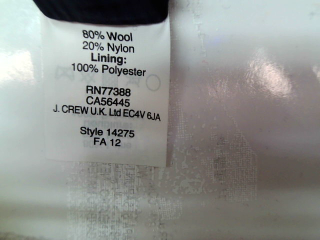 80% Wool
20% Nylon
Lining:
100% Polyester
RN77388
CA56445
J. CREW U.K. Ltd EC4V 6JA
Style 14275
FA 12